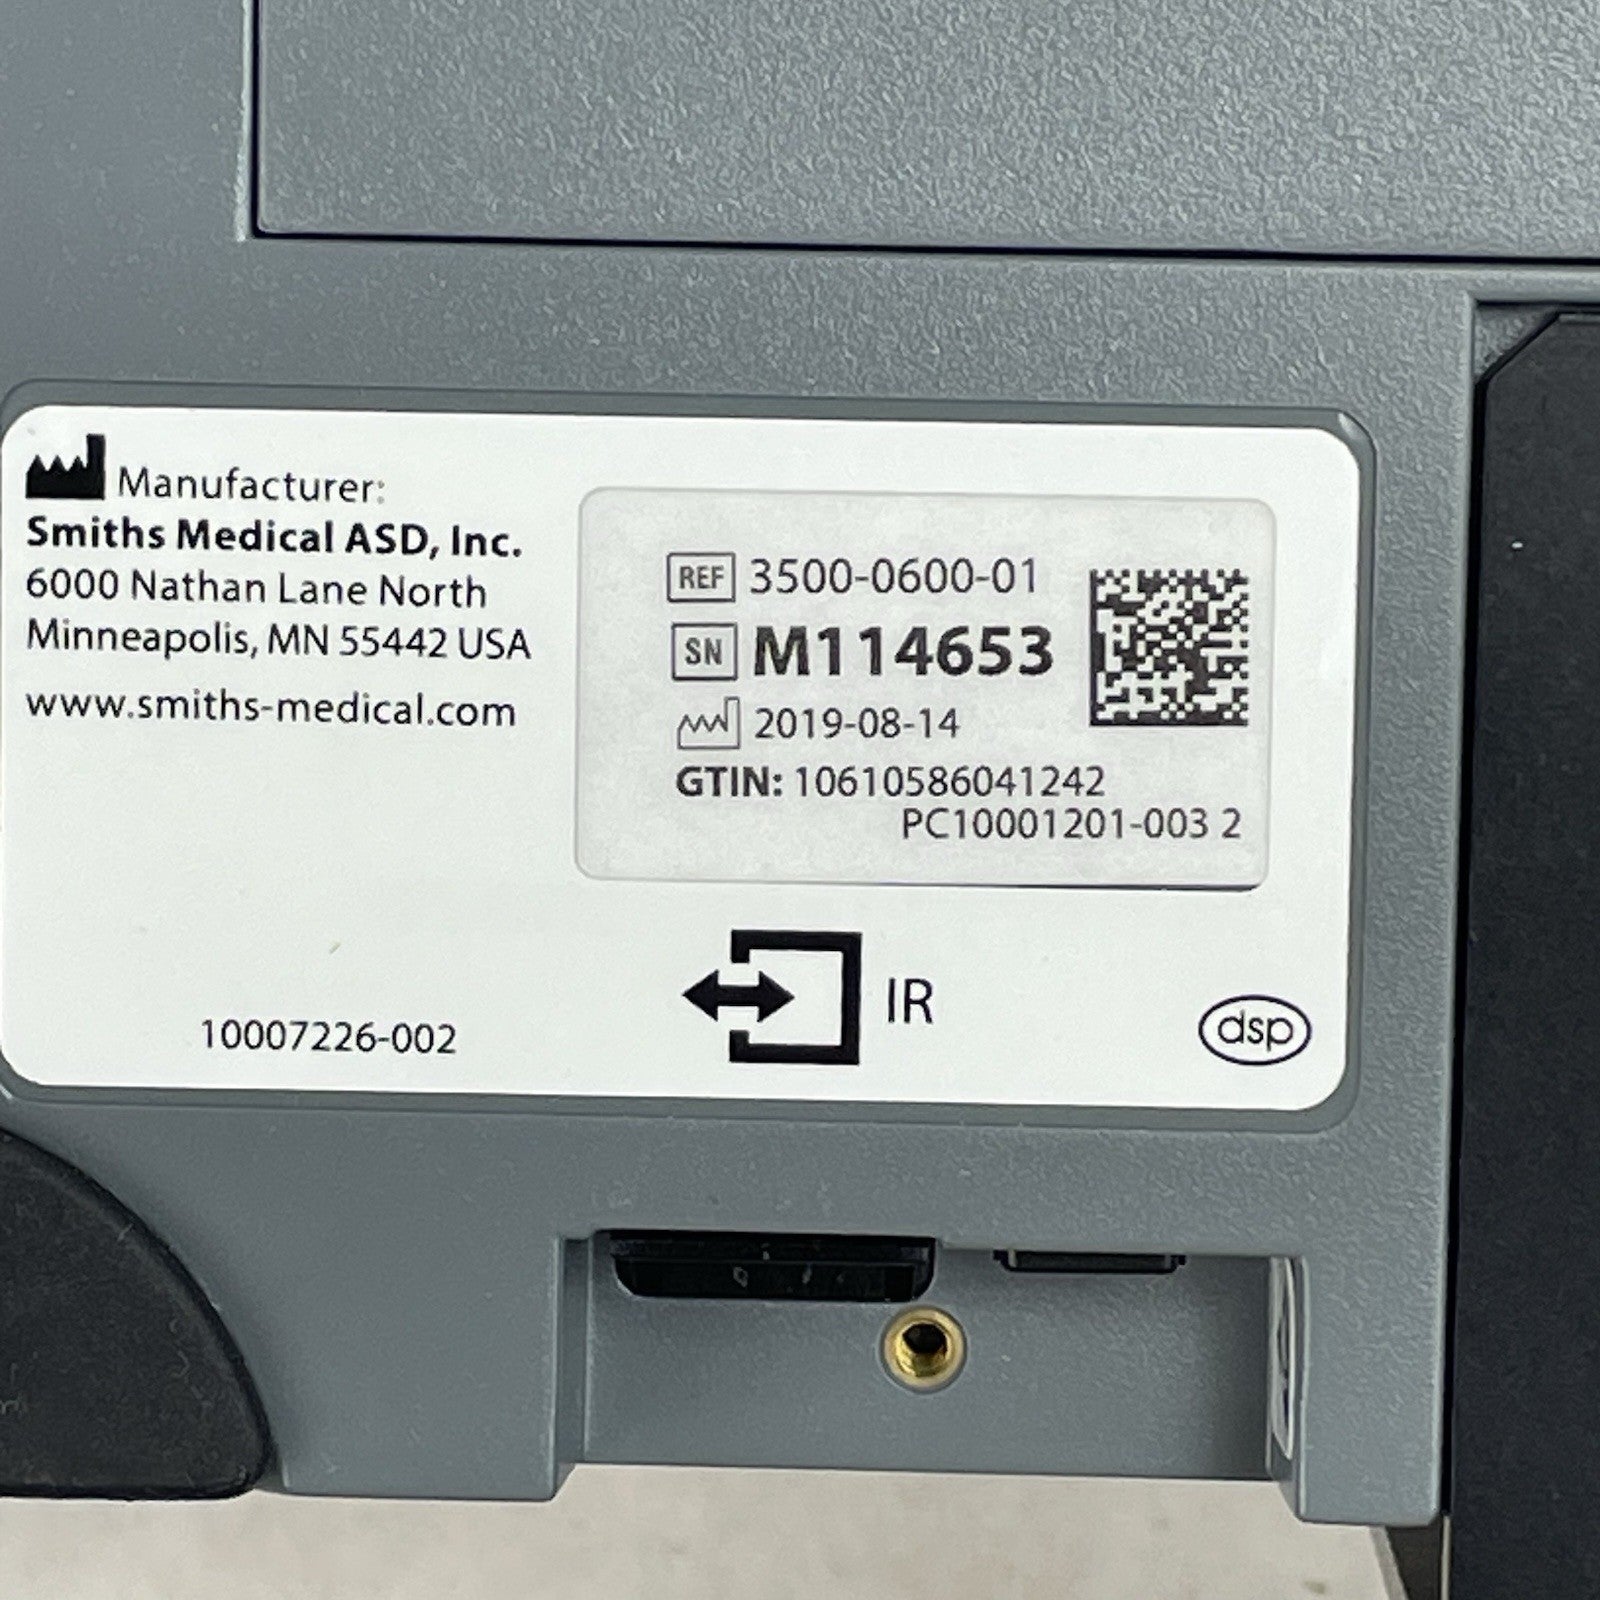 Manufacturer:
Smiths Medical ASD, Inc.
6000 Nathan Lane North
Minneapolis, MN 55442 USA
www.smiths-medical.com
REF 3500-0600-01
SN M114653
2019-08-14
GTIN: 10610586041242
PC10001201-003 2
IR
10007226-002
dsp